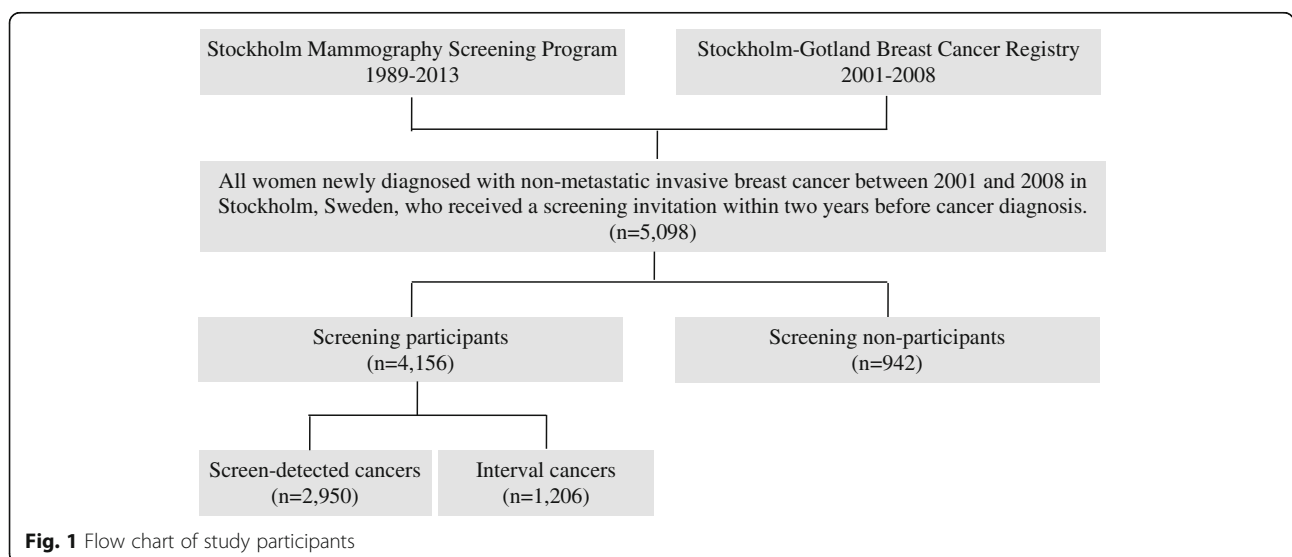 Stockholm Mammography Screening Program
1989-2013
Stockholm-Gotland Breast Cancer Registry
2001-2008
All women newly diagnosed with non-metastatic invasive breast cancer between 2001 and 2008 in
Stockholm, Sweden, who received a screening invitation within two years before cancer diagnosis.
(n=5,098)
Screening participants
(n=4,156)
Screening non-participants
(n=942)
Screen-detected cancers
(n=2,950)
Interval cancers
(n=1,206)
Fig. 1 Flow chart of study participants